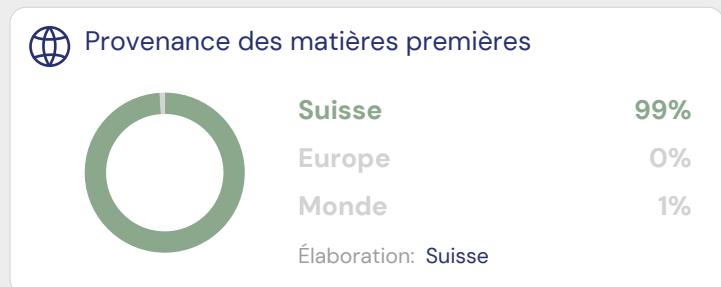 Provenance des matières premières
Suisse 99%
Europe 0%
Monde 1%
Élaboration: Suisse